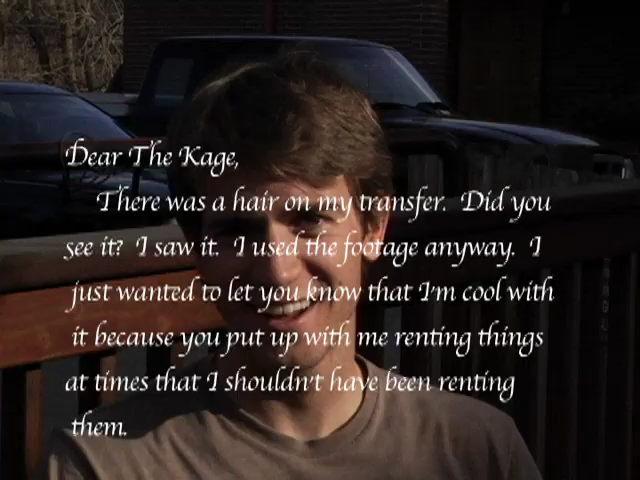 Dear The Kage,
There was a hair on my transfer. Did you
see it? I saw it. I used the footage anyway. I
just wanted to let you know that I'm cool with
it because you put up with me renting things
at times that I shouldn't have been renting
them.